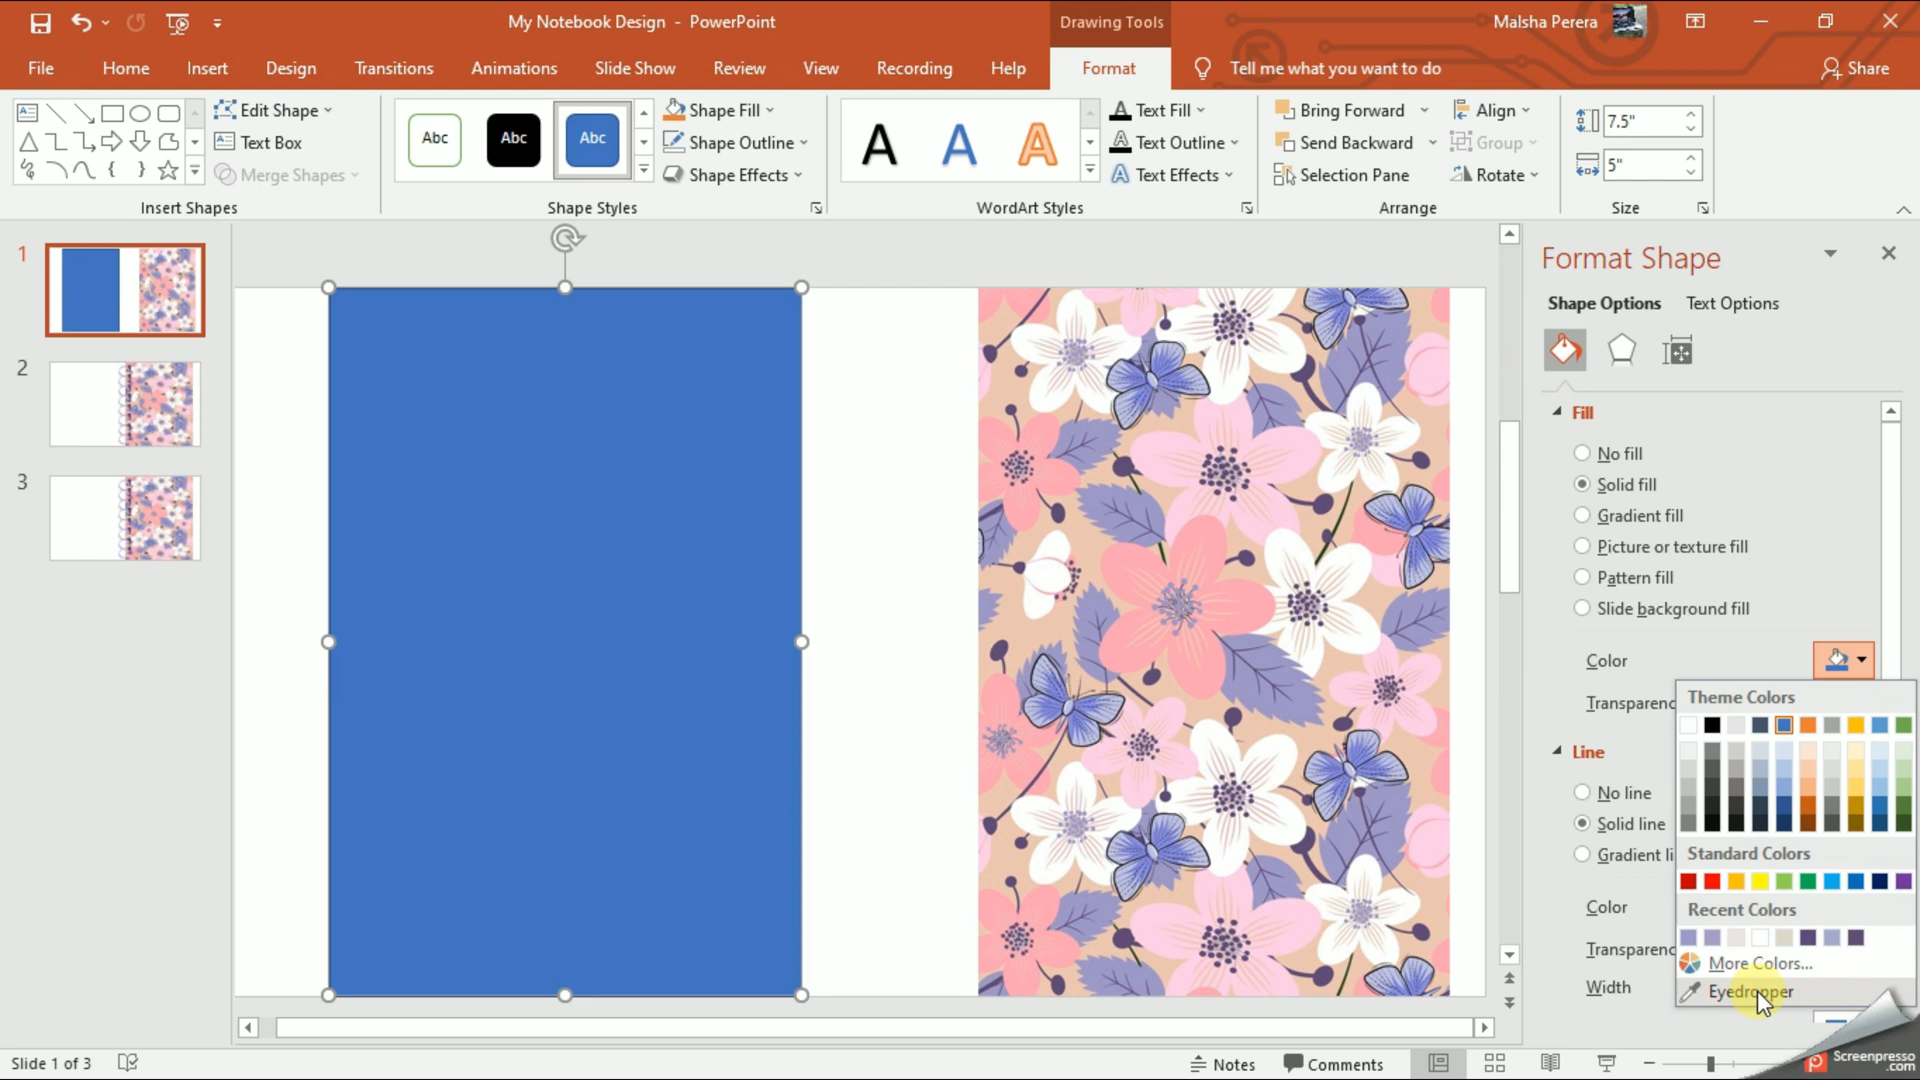 My Notebook Design - PowerPoint
Drawing Tools
Malsha Perera
File
Home
Insert
Design
Transitions
Animations
Slide Show
Review
View
Recording
Help
Format
Tell me what you want to do
Share
Edit Shape
Text Box
Merge Shapes
Insert Shapes
Abc
Abc
Abc
Shape Fill
Shape Outline
Shape Effects
Shape Styles
A
A
A
Text Fill
Text Outline
Text Effects
WordArt Styles
Bring Forward
Send Backward
Selection Pane
Align
Group
Rotate
Arrange
7.5"
5"
Size
1
2
3
Format Shape
Shape Options
Text Options
Fill
No fill
Solid fill
Gradient fill
Picture or texture fill
Pattern fill
Slide background fill
Color
Transparenc
Theme Colors
Line
No line
Solid line
Gradient li
Standard Colors
Color
Recent Colors
Transparenc
More Colors...
Width
Eyedropper
Slide 1 of 3
Notes
Comments
Screenpresso
.com